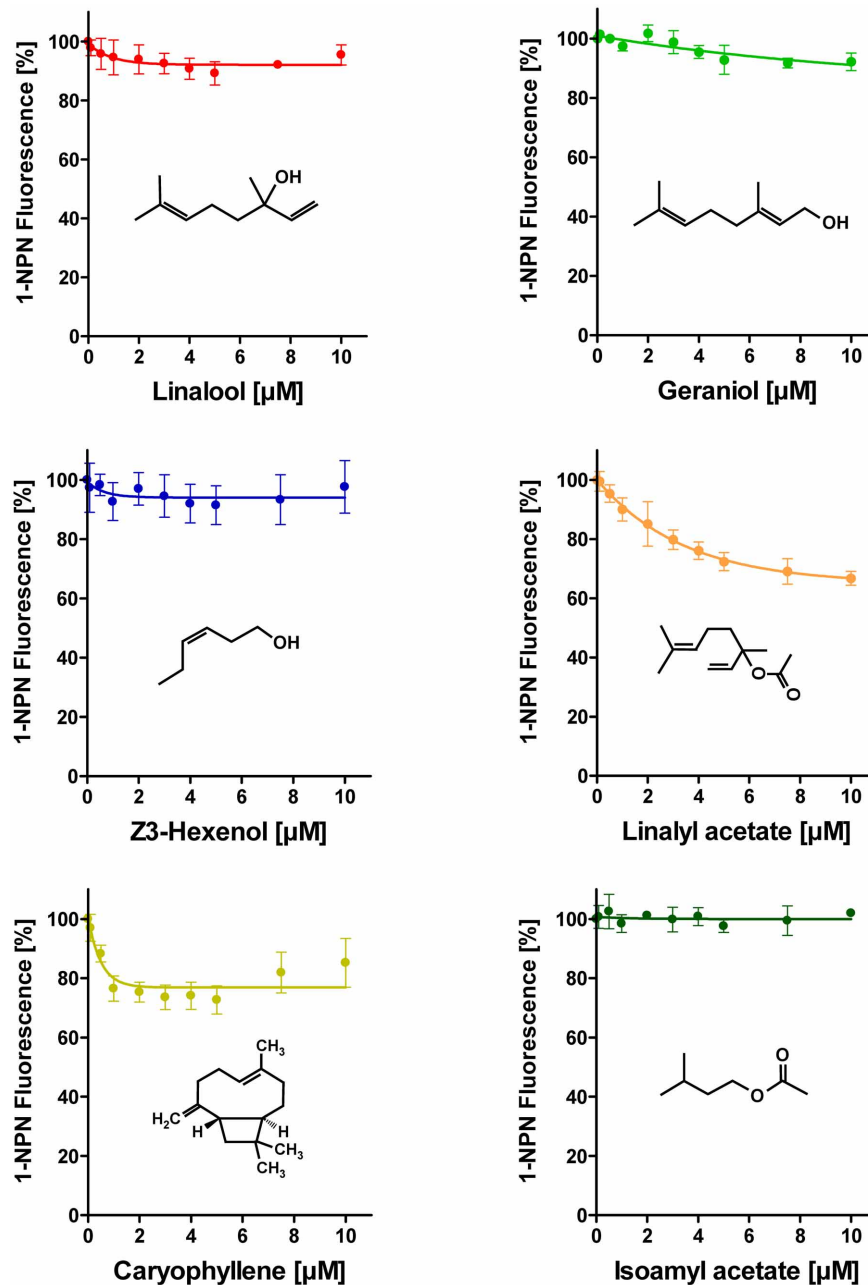 1-NPN Fluorescence [%]
100
80
60
40
20
0
OH
0 2 4 6 8 10
Linalool [µM]
1-NPN Fluorescence [%]
100
80
60
40
20
0
OH
0 2 4 6 8 10
Geraniol [µM]
1-NPN Fluorescence [%]
100
80
60
40
20
0
OH
0 2 4 6 8 10
Z3-Hexenol [µM]
1-NPN Fluorescence [%]
100
80
60
40
20
0
O
O
0 2 4 6 8 10
Linalyl acetate [µM]
1-NPN Fluorescence [%]
100
80
60
40
20
0
CH3
H2C
H H
CH3
CH3
0 2 4 6 8 10
Caryophyllene [µM]
1-NPN Fluorescence [%]
100
80
60
40
20
0
O
O
0 2 4 6 8 10
Isoamyl acetate [µM]